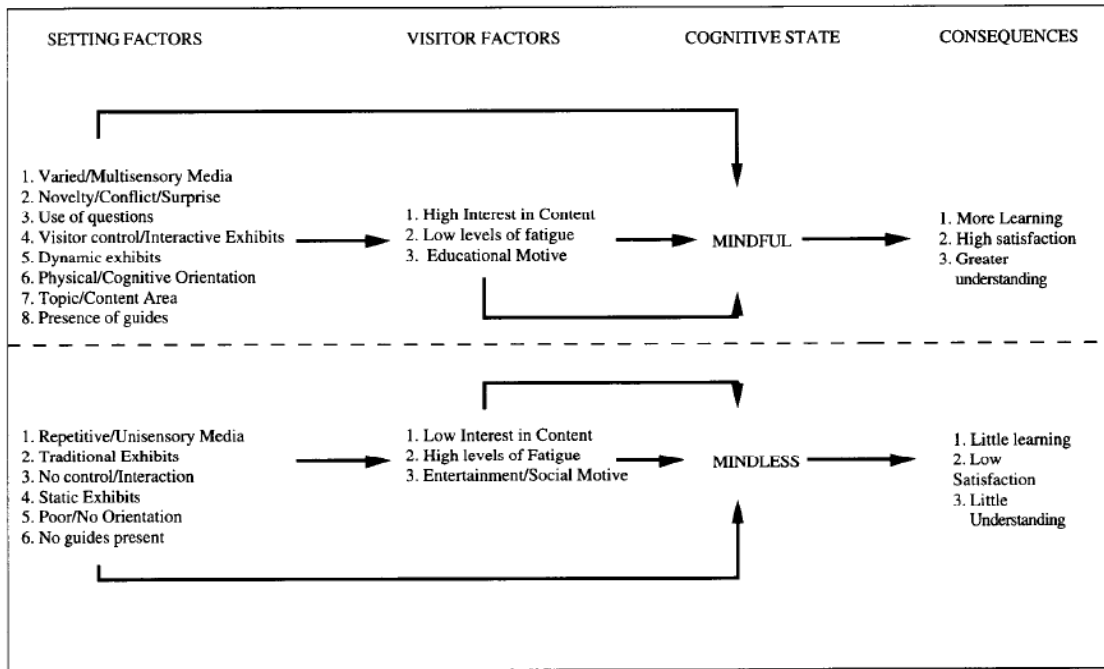 SETTING FACTORS
VISITOR FACTORS
COGNITIVE STATE
CONSEQUENCES
1. Varied/Multisensory Media
2. Novelty/Conflict/Surprise
3. Use of questions
4. Visitor control/Interactive Exhibits
5. Dynamic exhibits
6. Physical/Cognitive Orientation
7. Topic/Content Area
8. Presence of guides
1. High Interest in Content
2. Low levels of fatigue
3. Educational Motive
MINDFUL
1. More Learning
2. High satisfaction
3. Greater
understanding
1. Repetitive/Unisensory Media
2. Traditional Exhibits
3. No control/Interaction
4. Static Exhibits
5. Poor/No Orientation
6. No guides present
1. Low Interest in Content
2. High levels of Fatigue
3. Entertainment/Social Motive
MINDLESS
1. Little learning
2. Low
Satisfaction
3. Little
Understanding